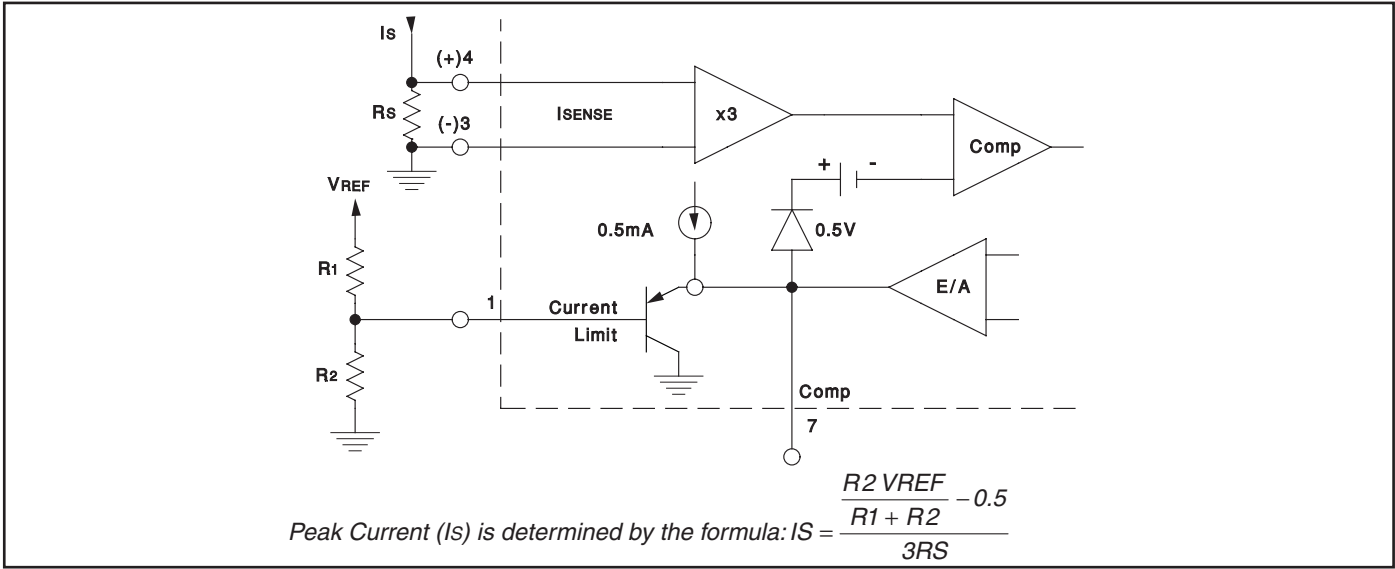 Is
(+)4
Rs
(-)3
ISENSE
x3
Comp
+ -
VREF
0.5mA
0.5V
R1
E/A
1
Current
Limit
R2
Comp
7
Peak Current (Is) is determined by the formula: IS = (R2 VREF / (R1 + R2) − 0.5) / 3RS